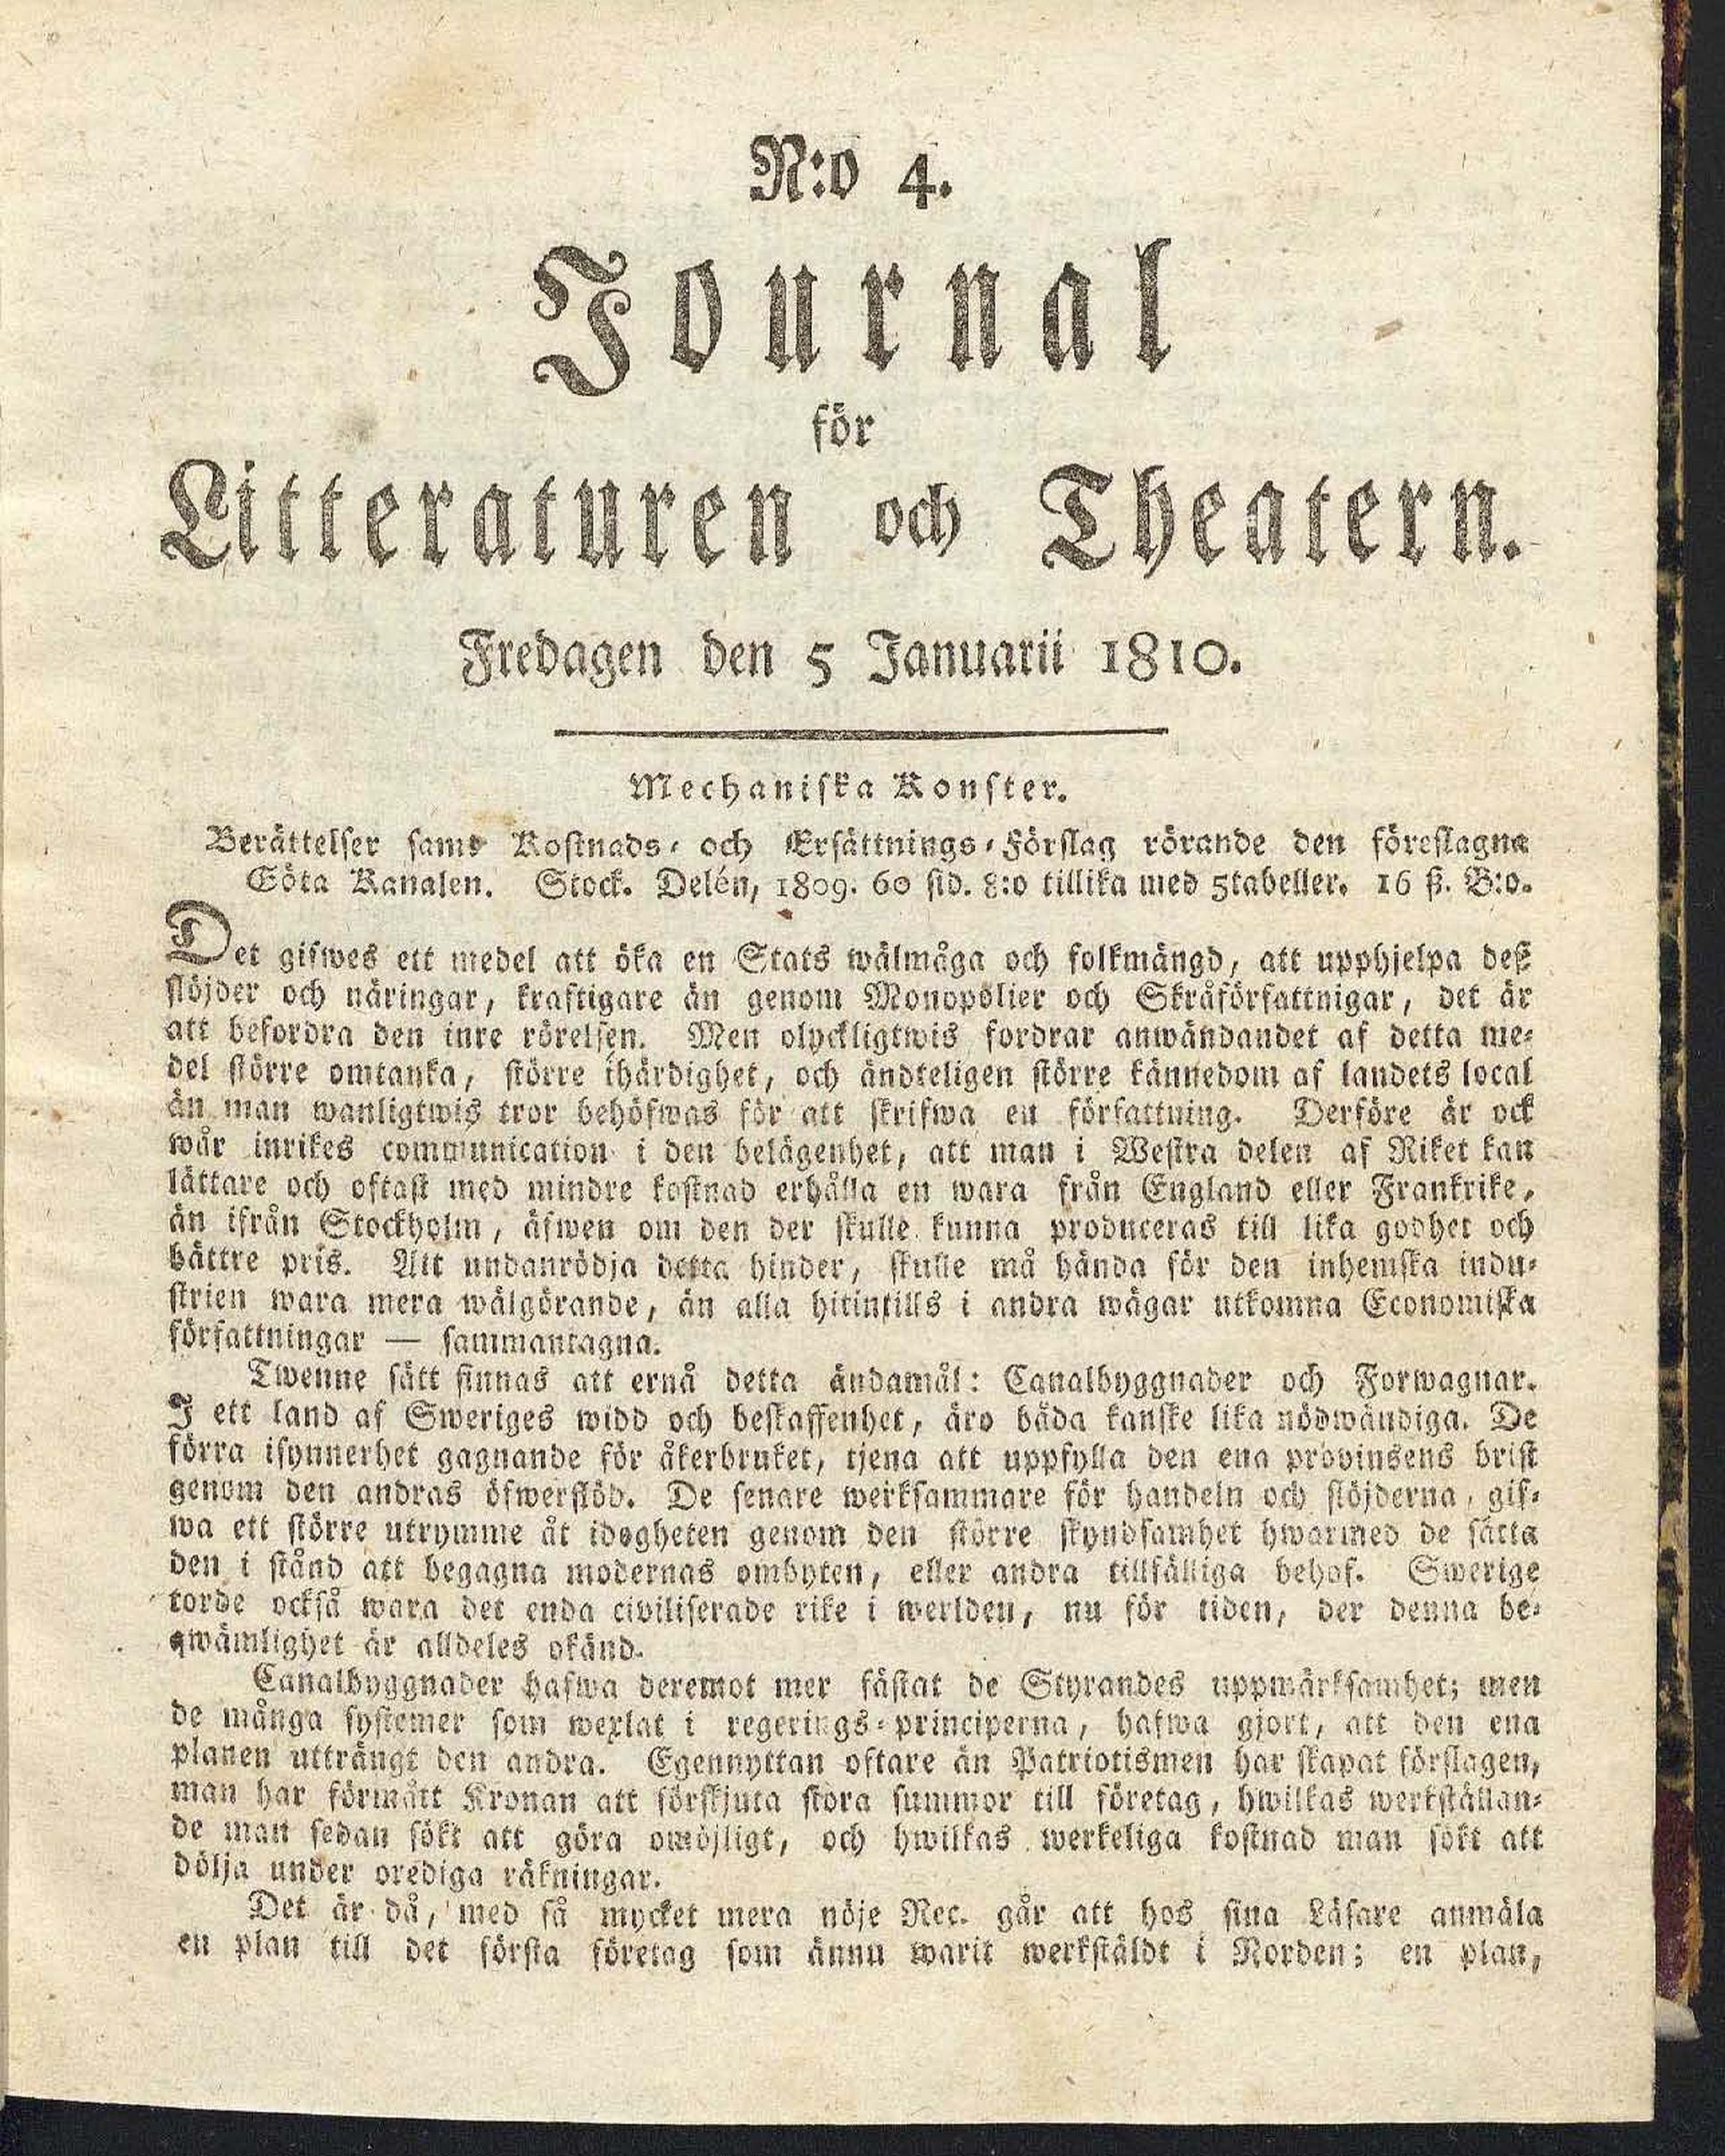 N:o 4.
Journal
för
Litteraturen och Theatern.
Fredagen den 5 Januarii 1810.
Mechaniska Konster.
Berättelser samt Kostnads- och Ersättnings-Förslag rörande den föreslagna
Göta Kanalen. Stock. Delén, 1809. 60 sid. 8:o tillika med 5tabeller. 16 ß. B:o.
Det gifwes ett medel att öka en Stats wälmåga och folkmängd, att upphjelpa deß
slöjder och näringar, kraftigare än genom Monopolier och Skråförfattnigar, det är
att befordra den inre rörelsen. Men olyckligtwis fordrar anwändandet af detta me-
del större omtanka, större ihärdighet, och ändteligen större kännedom af landets local
än man wanligtwis tror behöfwas för att skrifwa en författning. Derföre är ock
wår inrikes communication i den belägenhet, att man i Westra delen af Riket kan
lättare och oftast med mindre kostnad erhålla en wara från England eller Frankrike,
än ifrån Stockholm, äfwen om den der skulle kunna produceras till lika godhet och
bättre pris. Att undanrödja detta hinder, skulle må hända för den inhemska indu-
strien wara mera wälgörande, än alla hitintills i andra wägar utkomna Economiska
författningar — sammantagna.
Twenne sätt finnas att ernå detta ändamål: Canalbyggnader och Forwagnar.
I ett land af Sweriges widd och beskaffenhet, äro båda kanske lika nödwändiga. De
förra isynnerhet gagnande för åkerbruket, tjena att uppfylla den ena provinsens brist
genom den andras öfwerflöd. De senare werksammare för handeln och slöjderna, gif-
wa ett större utrymme åt idogheten genom den större skyndsamhet hwarmed de sätta
den i stånd att begagna modernas ombyten, eller andra tillfälliga behof. Swerige
torde också wara det enda civiliserade rike i werlden, nu för tiden, der denna be-
qwämlighet är alldeles okänd.
Canalbyggnader hafwa deremot mer fästat de Styrandes uppmärksamhet; men
de många systemer som wexlat i regerings-principerna, hafwa gjort, att den ena
planen utträngt den andra. Egennyttan oftare än Patriotismen har skapat förslagen,
man har förmått Kronan att förskjuta stora summor till företag, hwilkas werkställan-
de man sedan sökt att göra omöjligt, och hwilkas werkeliga kostnad man sökt att
dölja under orediga räkningar.
Det är då, med så mycket mera nöje Rec. går att hos sina Läsare anmäla
en plan till det första företag som ännu warit werkstäldt i Norden; en plan,